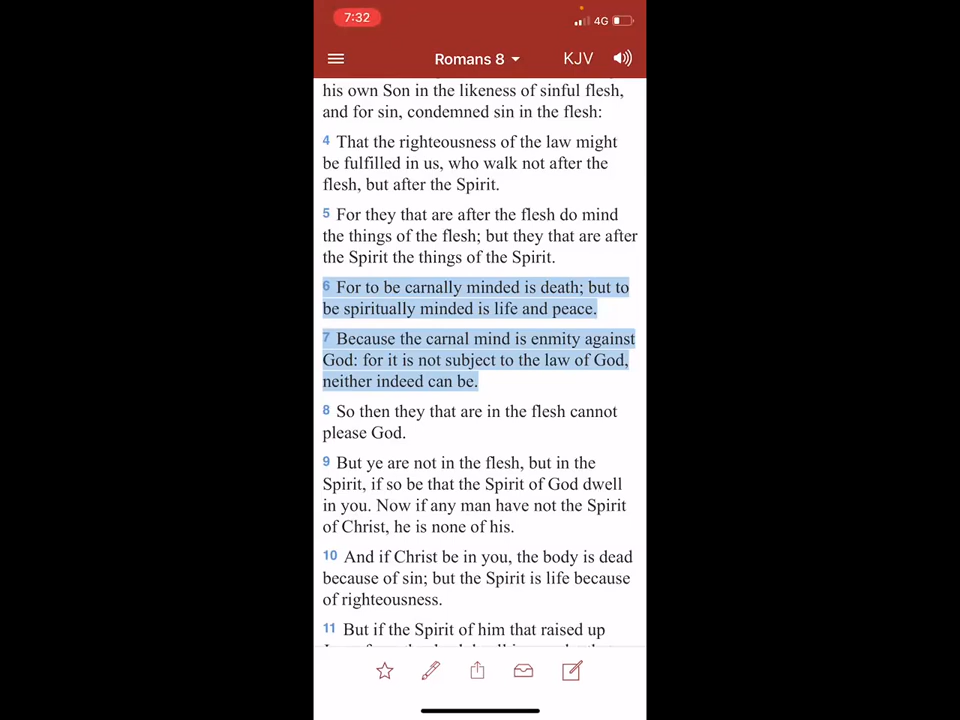 7:32
4G
Romans 8
KJV
his own Son in the likeness of sinful flesh,
and for sin, condemned sin in the flesh:
4 That the righteousness of the law might
be fulfilled in us, who walk not after the
flesh, but after the Spirit.
5 For they that are after the flesh do mind
the things of the flesh; but they that are after
the Spirit the things of the Spirit.
6 For to be carnally minded is death; but to
be spiritually minded is life and peace.
7 Because the carnal mind is enmity against
God: for it is not subject to the law of God,
neither indeed can be.
8 So then they that are in the flesh cannot
please God.
9 But ye are not in the flesh, but in the
Spirit, if so be that the Spirit of God dwell
in you. Now if any man have not the Spirit
of Christ, he is none of his.
10 And if Christ be in you, the body is dead
because of sin; but the Spirit is life because
of righteousness.
11 But if the Spirit of him that raised up